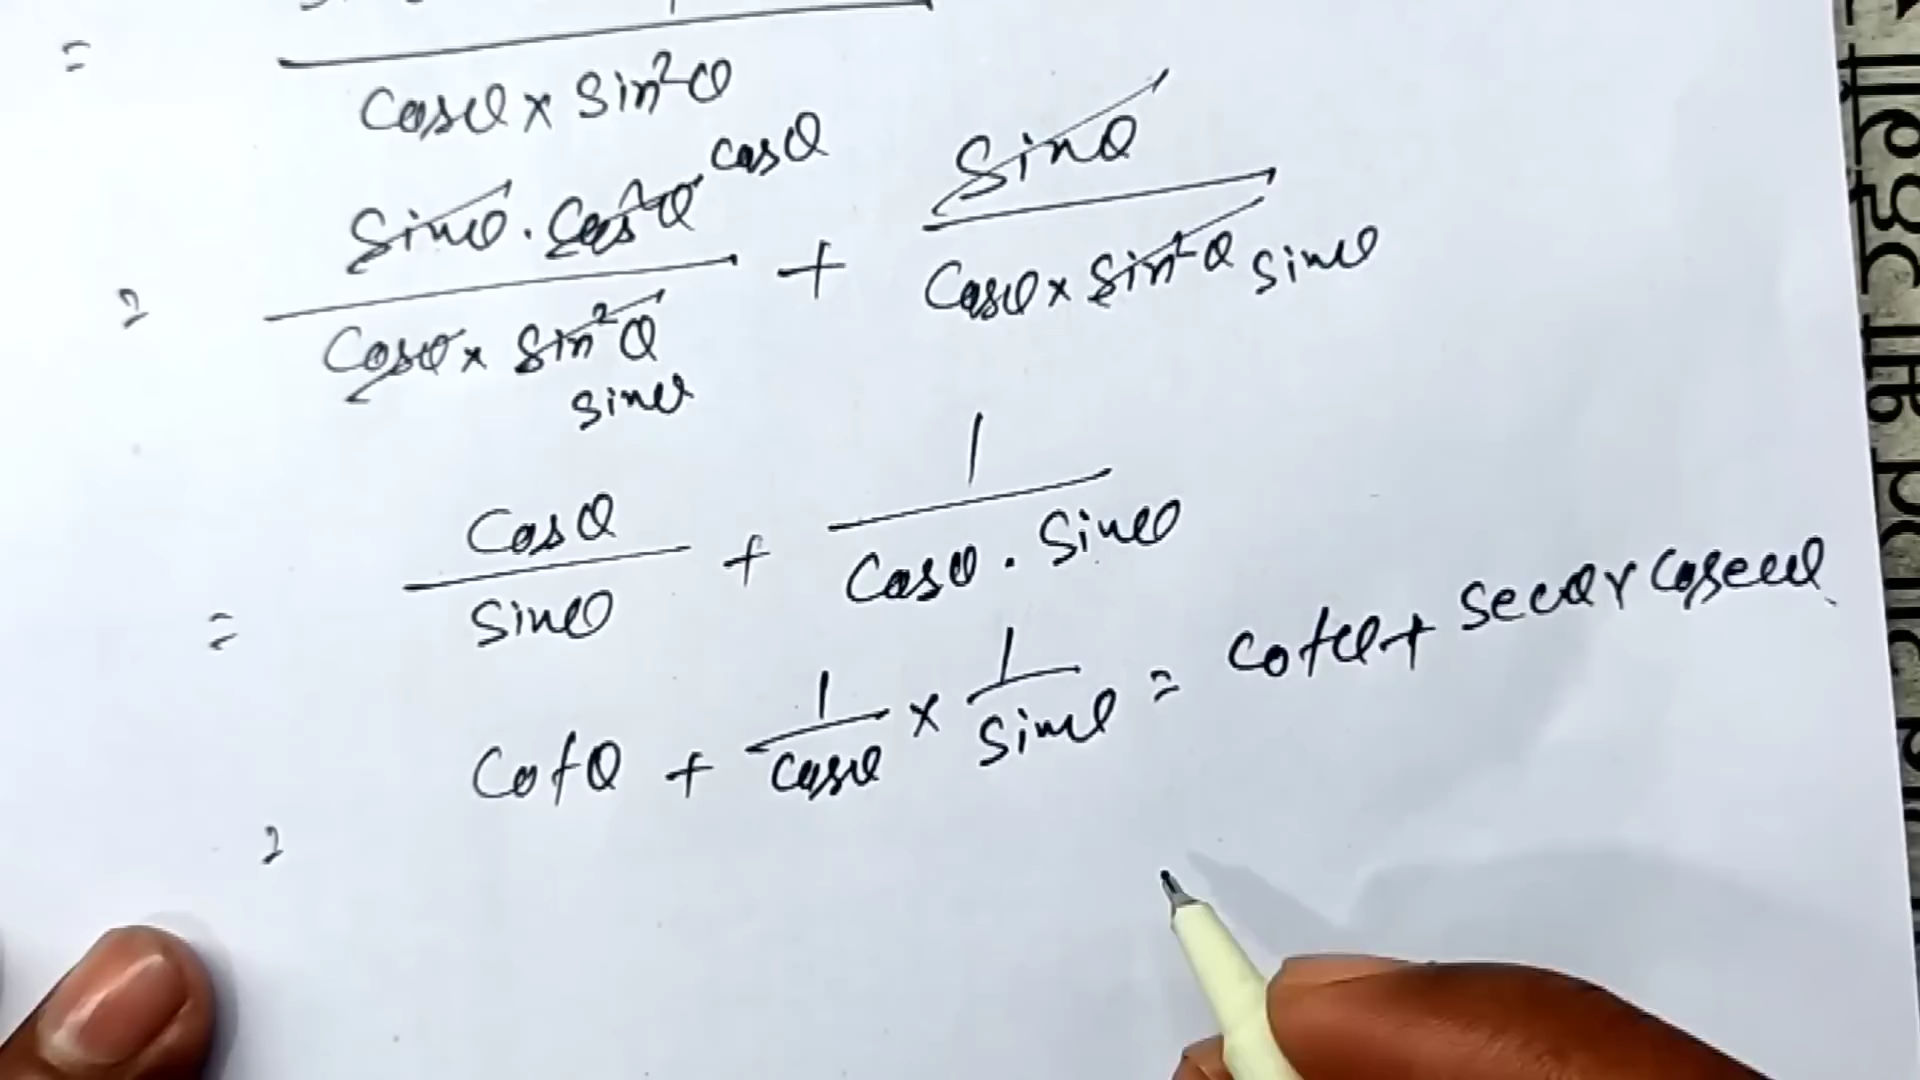 =
cosθ × sin²θ
= sinθ · cos²θ cosθ / cosθ × sin²θ sinθ + sinθ / cosθ × sin²θ sinθ
= cosθ / sinθ + 1 / cosθ · sinθ
cotθ + 1/cosθ × 1/sinθ = cotθ + secθ × cosecθ
=